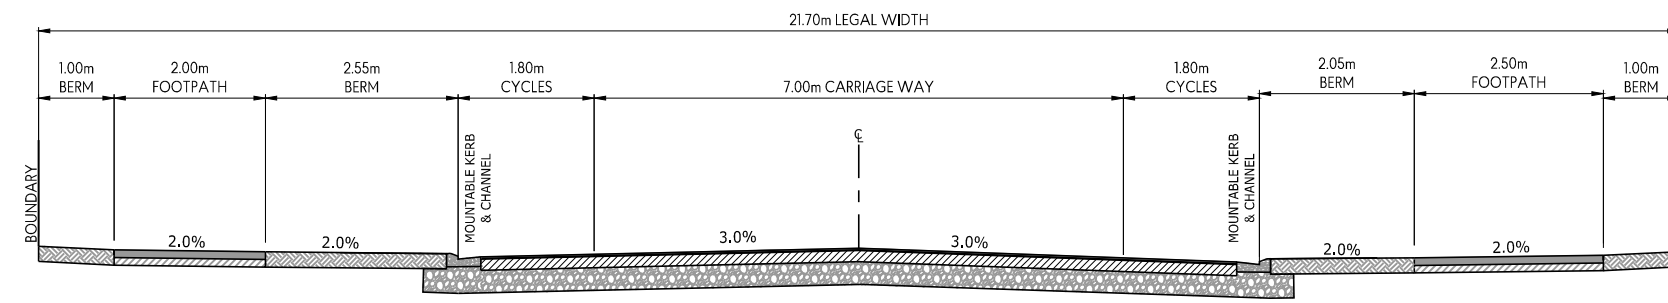 21.70m LEGAL WIDTH
1.00m
BERM
2.00m
FOOTPATH
2.55m
BERM
1.80m
CYCLES
7.00m CARRIAGE WAY
1.80m
CYCLES
2.05m
BERM
2.50m
FOOTPATH
1.00m
BERM
BOUNDARY
MOUNTABLE KERB
& CHANNEL
℄
MOUNTABLE KERB
& CHANNEL
2.0%
2.0%
3.0%
3.0%
2.0%
2.0%